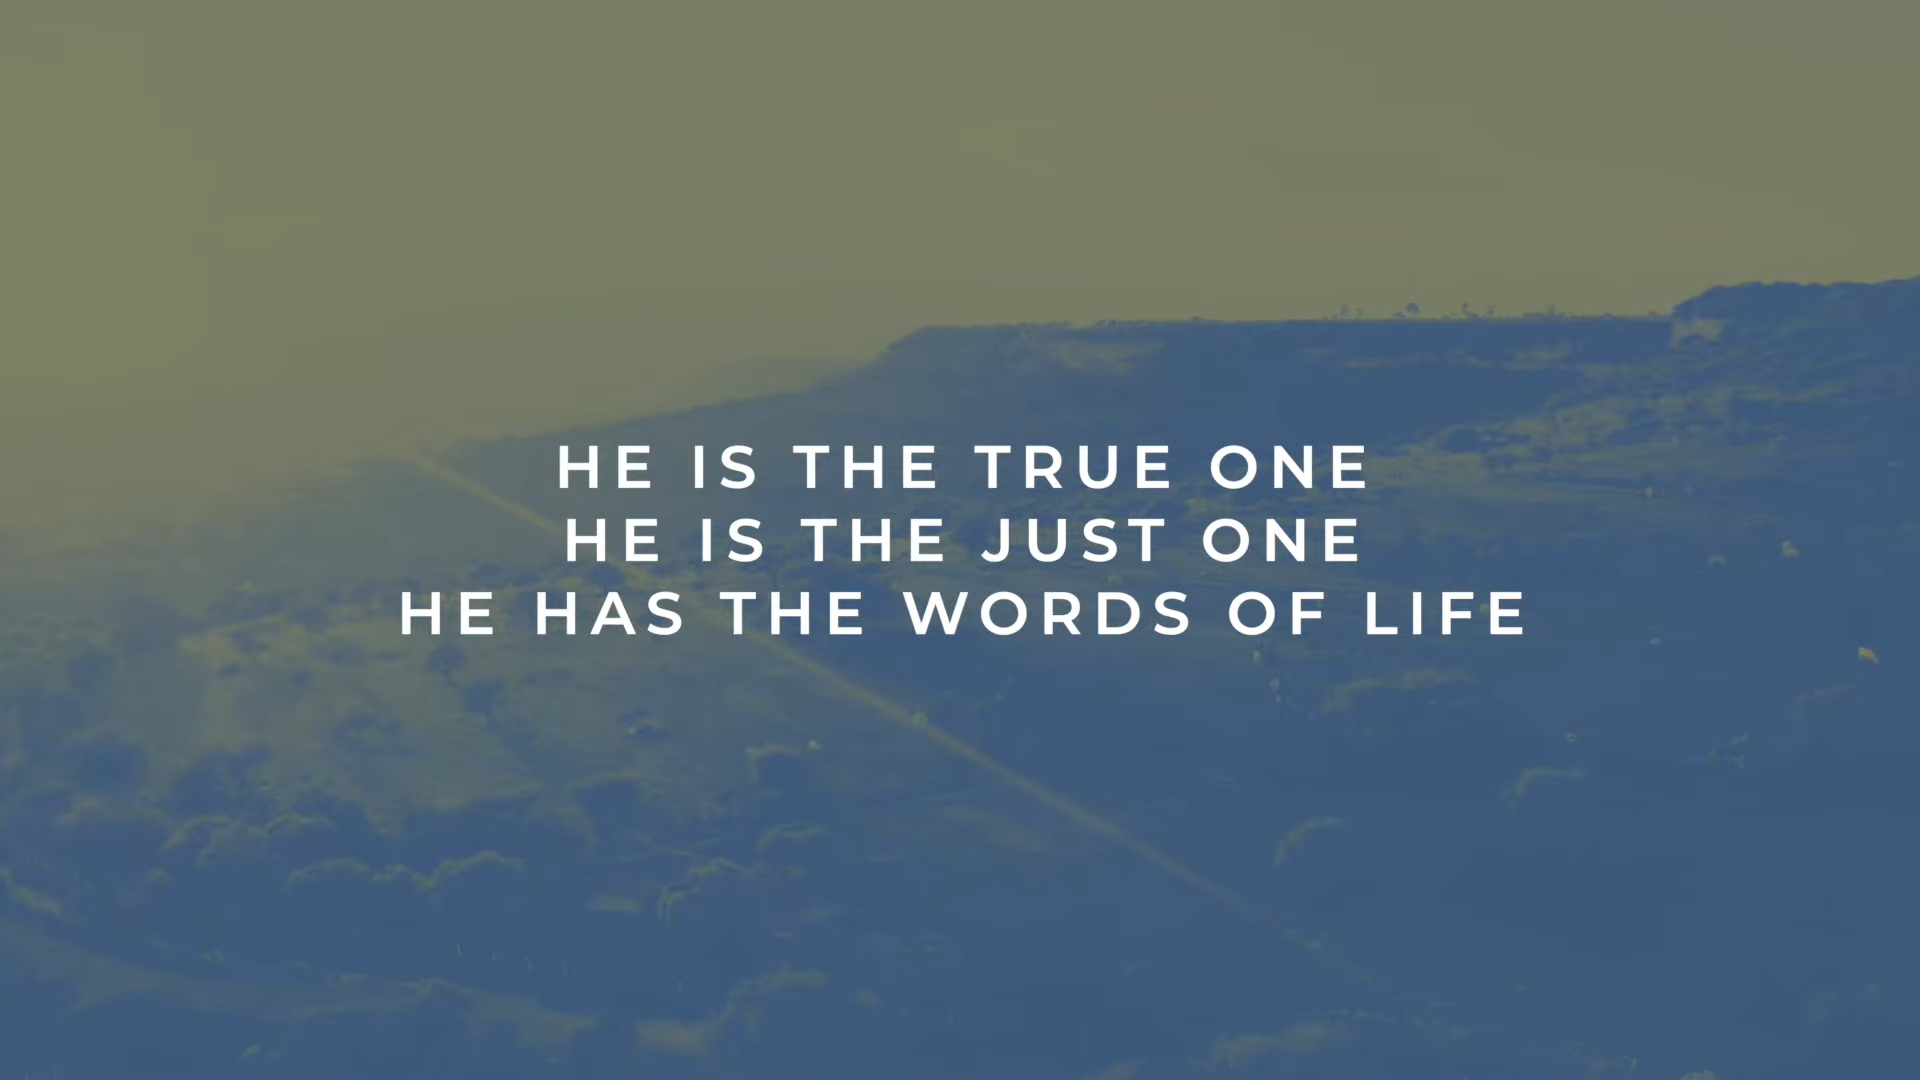 HE IS THE TRUE ONE
HE IS THE JUST ONE
HE HAS THE WORDS OF LIFE